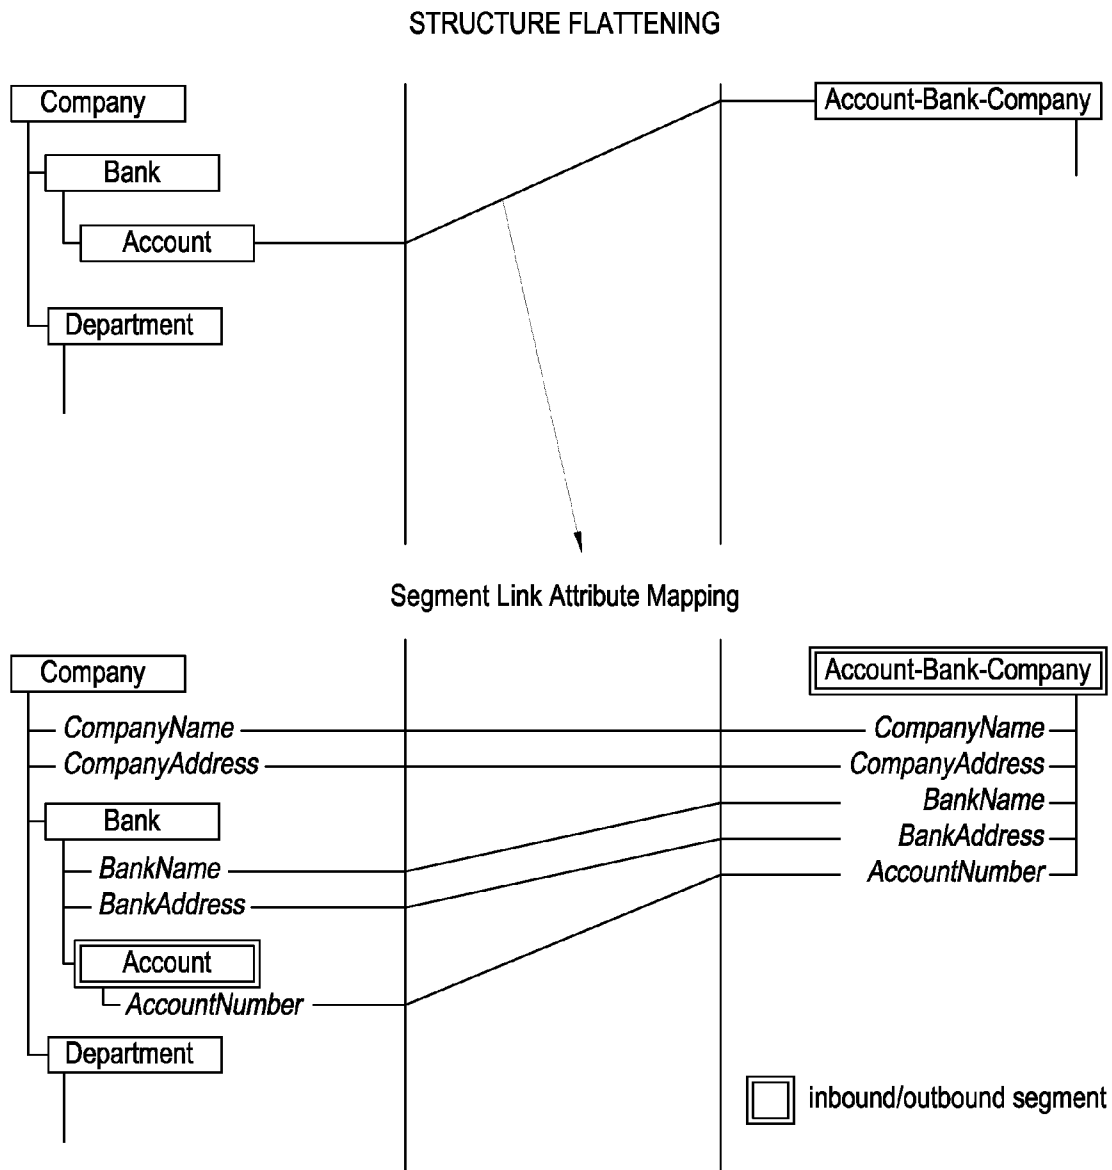 STRUCTURE FLATTENING
Company
Account-Bank-Company
Bank
Account
Department
Segment Link Attribute Mapping
Company
Account-Bank-Company
CompanyName
CompanyName
CompanyAddress
CompanyAddress
BankName
Bank
BankAddress
BankName
AccountNumber
BankAddress
Account
AccountNumber
Department
inbound/outbound segment